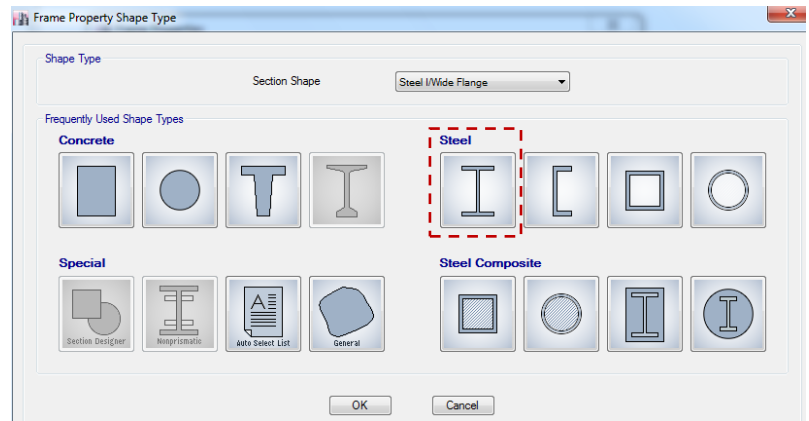 Frame Property Shape Type
Shape Type
Section Shape
Steel I/Wide Flange
Frequently Used Shape Types
Concrete
Steel
Special
Steel Composite
Section Designer
Nonprismatic
A
Auto Select List
General
OK
Cancel